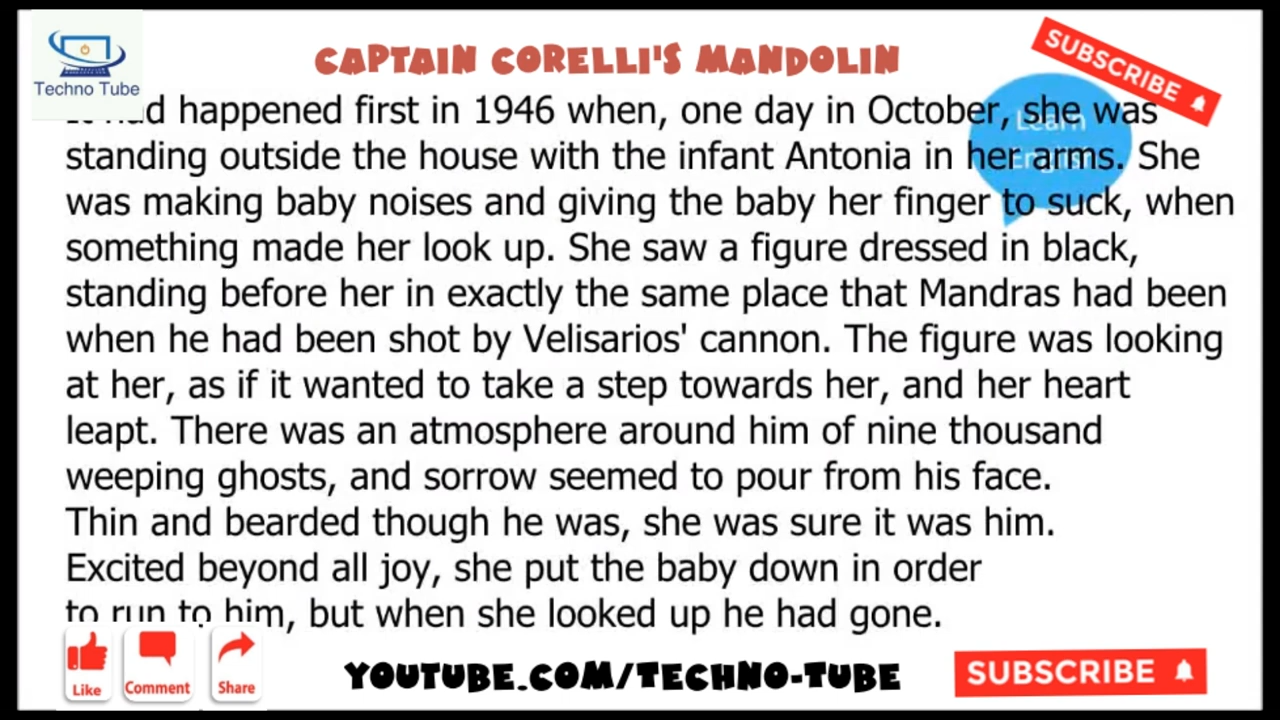 CAPTAIN CORELLI'S MANDOLIN
SUBSCRIBE
Techno Tube
Learn
English
It had happened first in 1946 when, one day in October, she was
standing outside the house with the infant Antonia in her arms. She
was making baby noises and giving the baby her finger to suck, when
something made her look up. She saw a figure dressed in black,
standing before her in exactly the same place that Mandras had been
when he had been shot by Velisarios' cannon. The figure was looking
at her, as if it wanted to take a step towards her, and her heart
leapt. There was an atmosphere around him of nine thousand
weeping ghosts, and sorrow seemed to pour from his face.
Thin and bearded though he was, she was sure it was him.
Excited beyond all joy, she put the baby down in order
to run to him, but when she looked up he had gone.
Like
Comment
Share
YOUTUBE.COM/TECHNO-TUBE
SUBSCRIBE